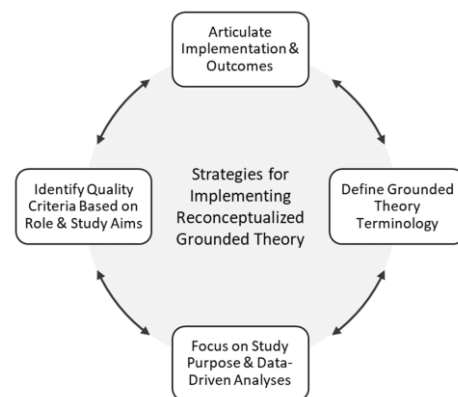 Articulate
Implementation &
Outcomes
Identify Quality
Criteria Based on
Role & Study Aims
Strategies for
Implementing
Reconceptualized
Grounded Theory
Define Grounded
Theory
Terminology
Focus on Study
Purpose & Data-
Driven Analyses